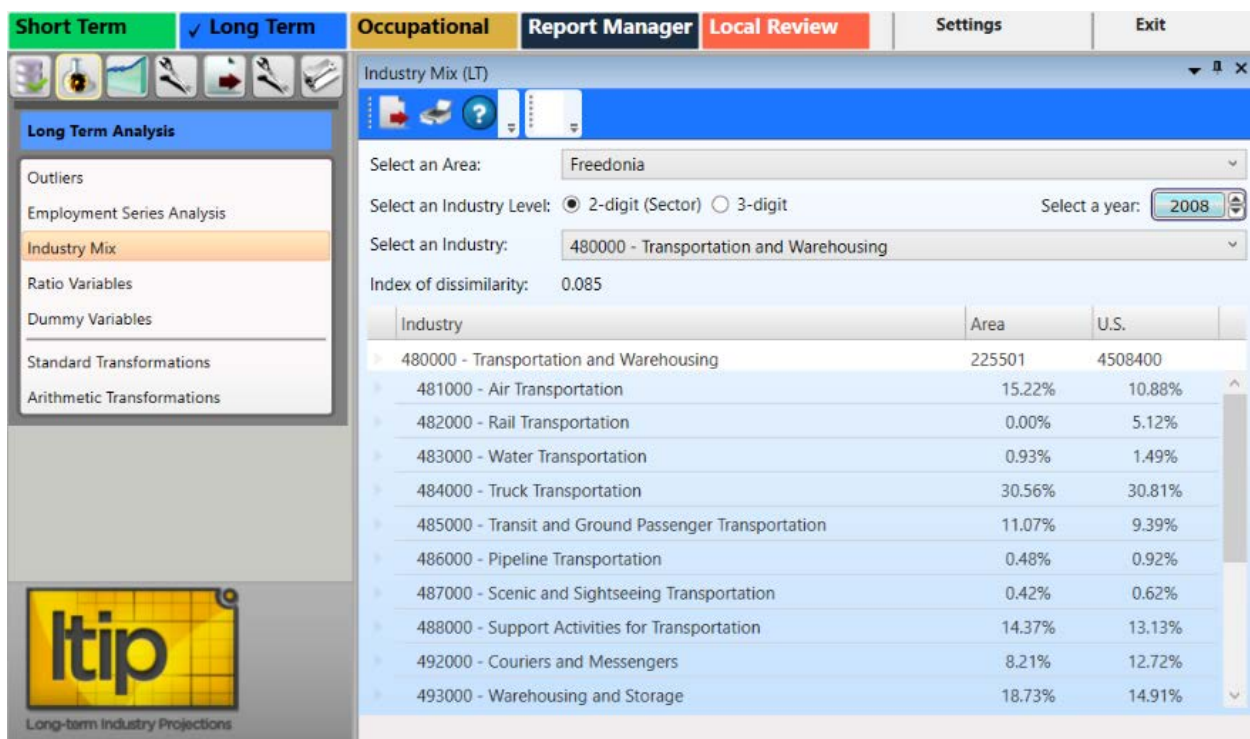 Short Term ✓ Long Term Occupational Report Manager Local Review Settings Exit
Industry Mix (LT)
Long Term Analysis
Outliers
Employment Series Analysis
Industry Mix
Ratio Variables
Dummy Variables
Standard Transformations
Arithmetic Transformations
ltip
Long-term Industry Projections
Select an Area: Freedonia
Select an Industry Level: 2-digit (Sector) 3-digit Select a year: 2008
Select an Industry: 480000 - Transportation and Warehousing
Index of dissimilarity: 0.085
Industry Area U.S.
480000 - Transportation and Warehousing 225501 4508400
481000 - Air Transportation 15.22% 10.88%
482000 - Rail Transportation 0.00% 5.12%
483000 - Water Transportation 0.93% 1.49%
484000 - Truck Transportation 30.56% 30.81%
485000 - Transit and Ground Passenger Transportation 11.07% 9.39%
486000 - Pipeline Transportation 0.48% 0.92%
487000 - Scenic and Sightseeing Transportation 0.42% 0.62%
488000 - Support Activities for Transportation 14.37% 13.13%
492000 - Couriers and Messengers 8.21% 12.72%
493000 - Warehousing and Storage 18.73% 14.91%